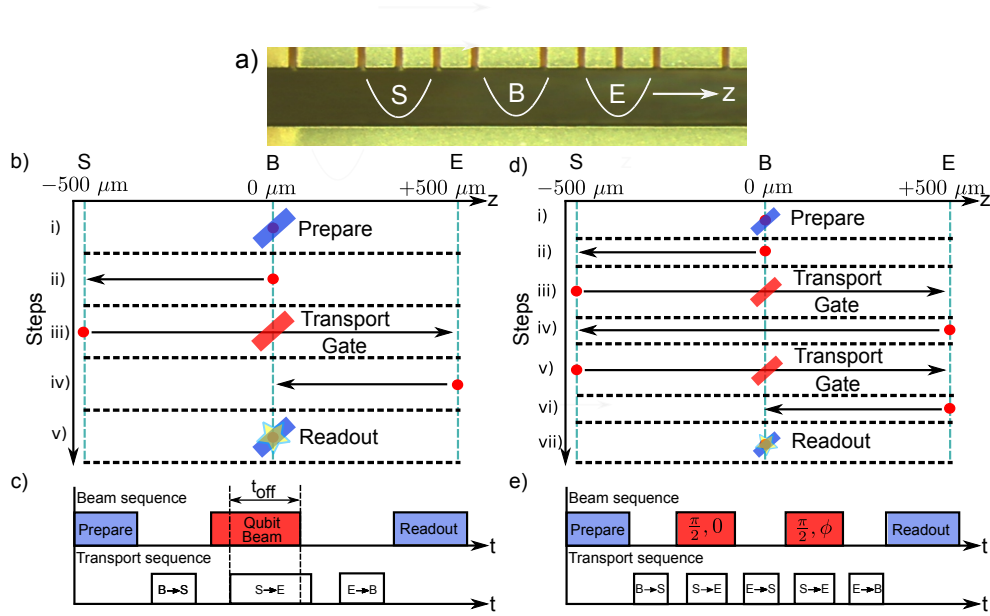 a)
S B E z
b)
S B E
−500 μm 0 μm +500 μm
z
Steps
i) Prepare
ii)
iii) Transport
Gate
iv)
v) Readout
c)
Beam sequence
t_off
Prepare Qubit Beam Readout t
Transport sequence
B→S S→E E→B t
d)
S B E
−500 μm 0 μm +500 μm
z
Steps
i) Prepare
ii)
iii) Transport
Gate
iv)
v) Transport
Gate
vi)
vii) Readout
e)
Beam sequence
Prepare π/2, 0 π/2, ϕ Readout t
Transport sequence
B→S S→E E→S S→E E→B t